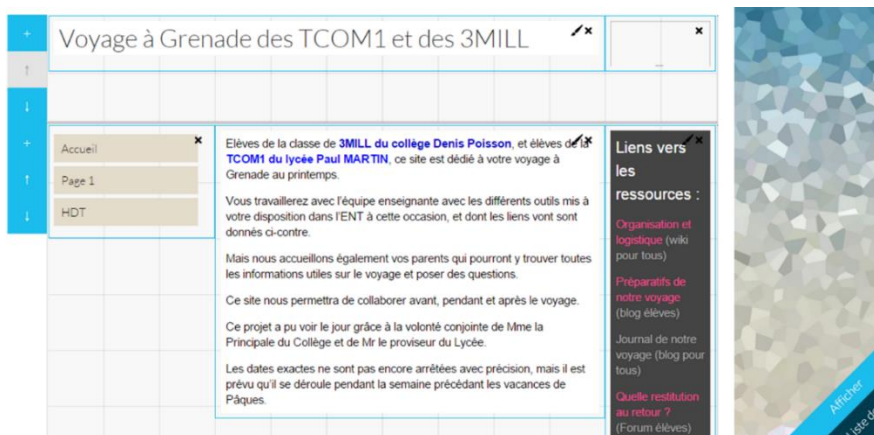 Voyage à Grenade des TCOM1 et des 3MILL
Accueil
Page 1
HDT
Elèves de la classe de 3MILL du collège Denis Poisson, et élèves de la
TCOM1 du lycée Paul MARTIN, ce site est dédié à votre voyage à
Grenade au printemps.
Vous travaillerez avec l'équipe enseignante avec les différents outils mis à
votre disposition dans l'ENT à cette occasion, et dont les liens vont sont
donnés ci-contre.
Mais nous accueillons également vos parents qui pourront y trouver toutes
les informations utiles sur le voyage et poser des questions.
Ce site nous permettra de collaborer avant, pendant et après le voyage.
Ce projet a pu voir le jour grâce à la volonté conjointe de Mme la
Principale du Collège et de Mr le proviseur du Lycée.
Les dates exactes ne sont pas encore arrêtées avec précision, mais il est
prévu qu'il se déroule pendant la semaine précédant les vacances de
Pâques.
Liens vers
les
ressources :
Organisation et
logistique (wiki
pour tous)
Préparatifs de
notre voyage
(blog élèves)
Journal de notre
voyage (blog pour
tous)
Quelle restitution
au retour ?
(Forum élèves)
Afficher
Liste de